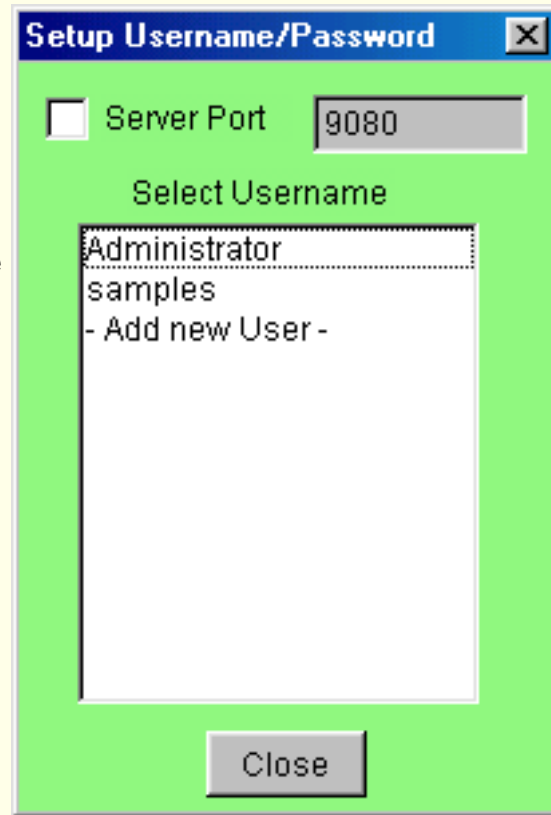 Setup Username/Password
Server Port 9080
Select Username
Administrator
samples
- Add new User -
Close